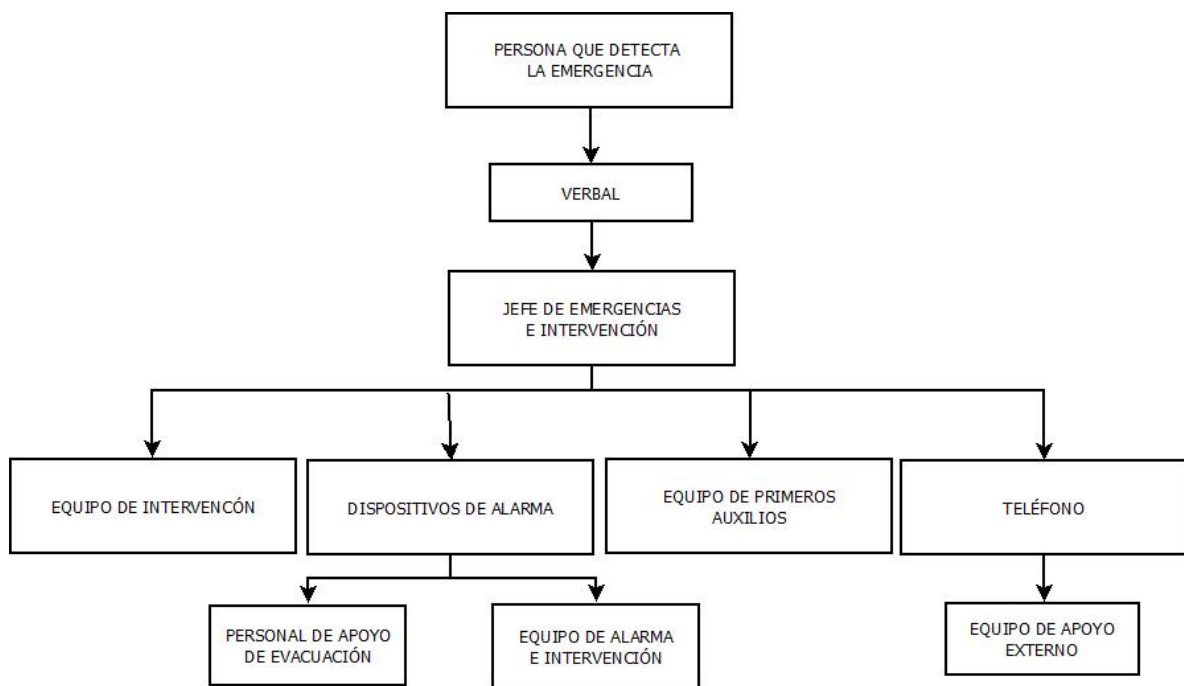 PERSONA QUE DETECTA
LA EMERGENCIA
VERBAL
JEFE DE EMERGENCIAS
E INTERVENCIÓN
EQUIPO DE INTERVENCÓN
DISPOSITIVOS DE ALARMA
EQUIPO DE PRIMEROS
AUXILIOS
TELÉFONO
PERSONAL DE APOYO
DE EVACUACIÓN
EQUIPO DE ALARMA
E INTERVENCIÓN
EQUIPO DE APOYO
EXTERNO